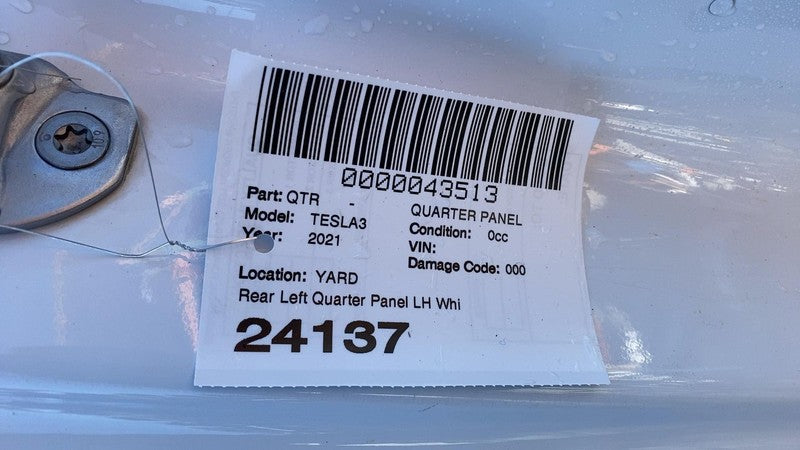 0000043513
Part: QTR - QUARTER PANEL
Model: TESLA3 Condition: 0cc
Year: 2021 VIN:
Damage Code: 000
Location: YARD
Rear Left Quarter Panel LH Whi
24137